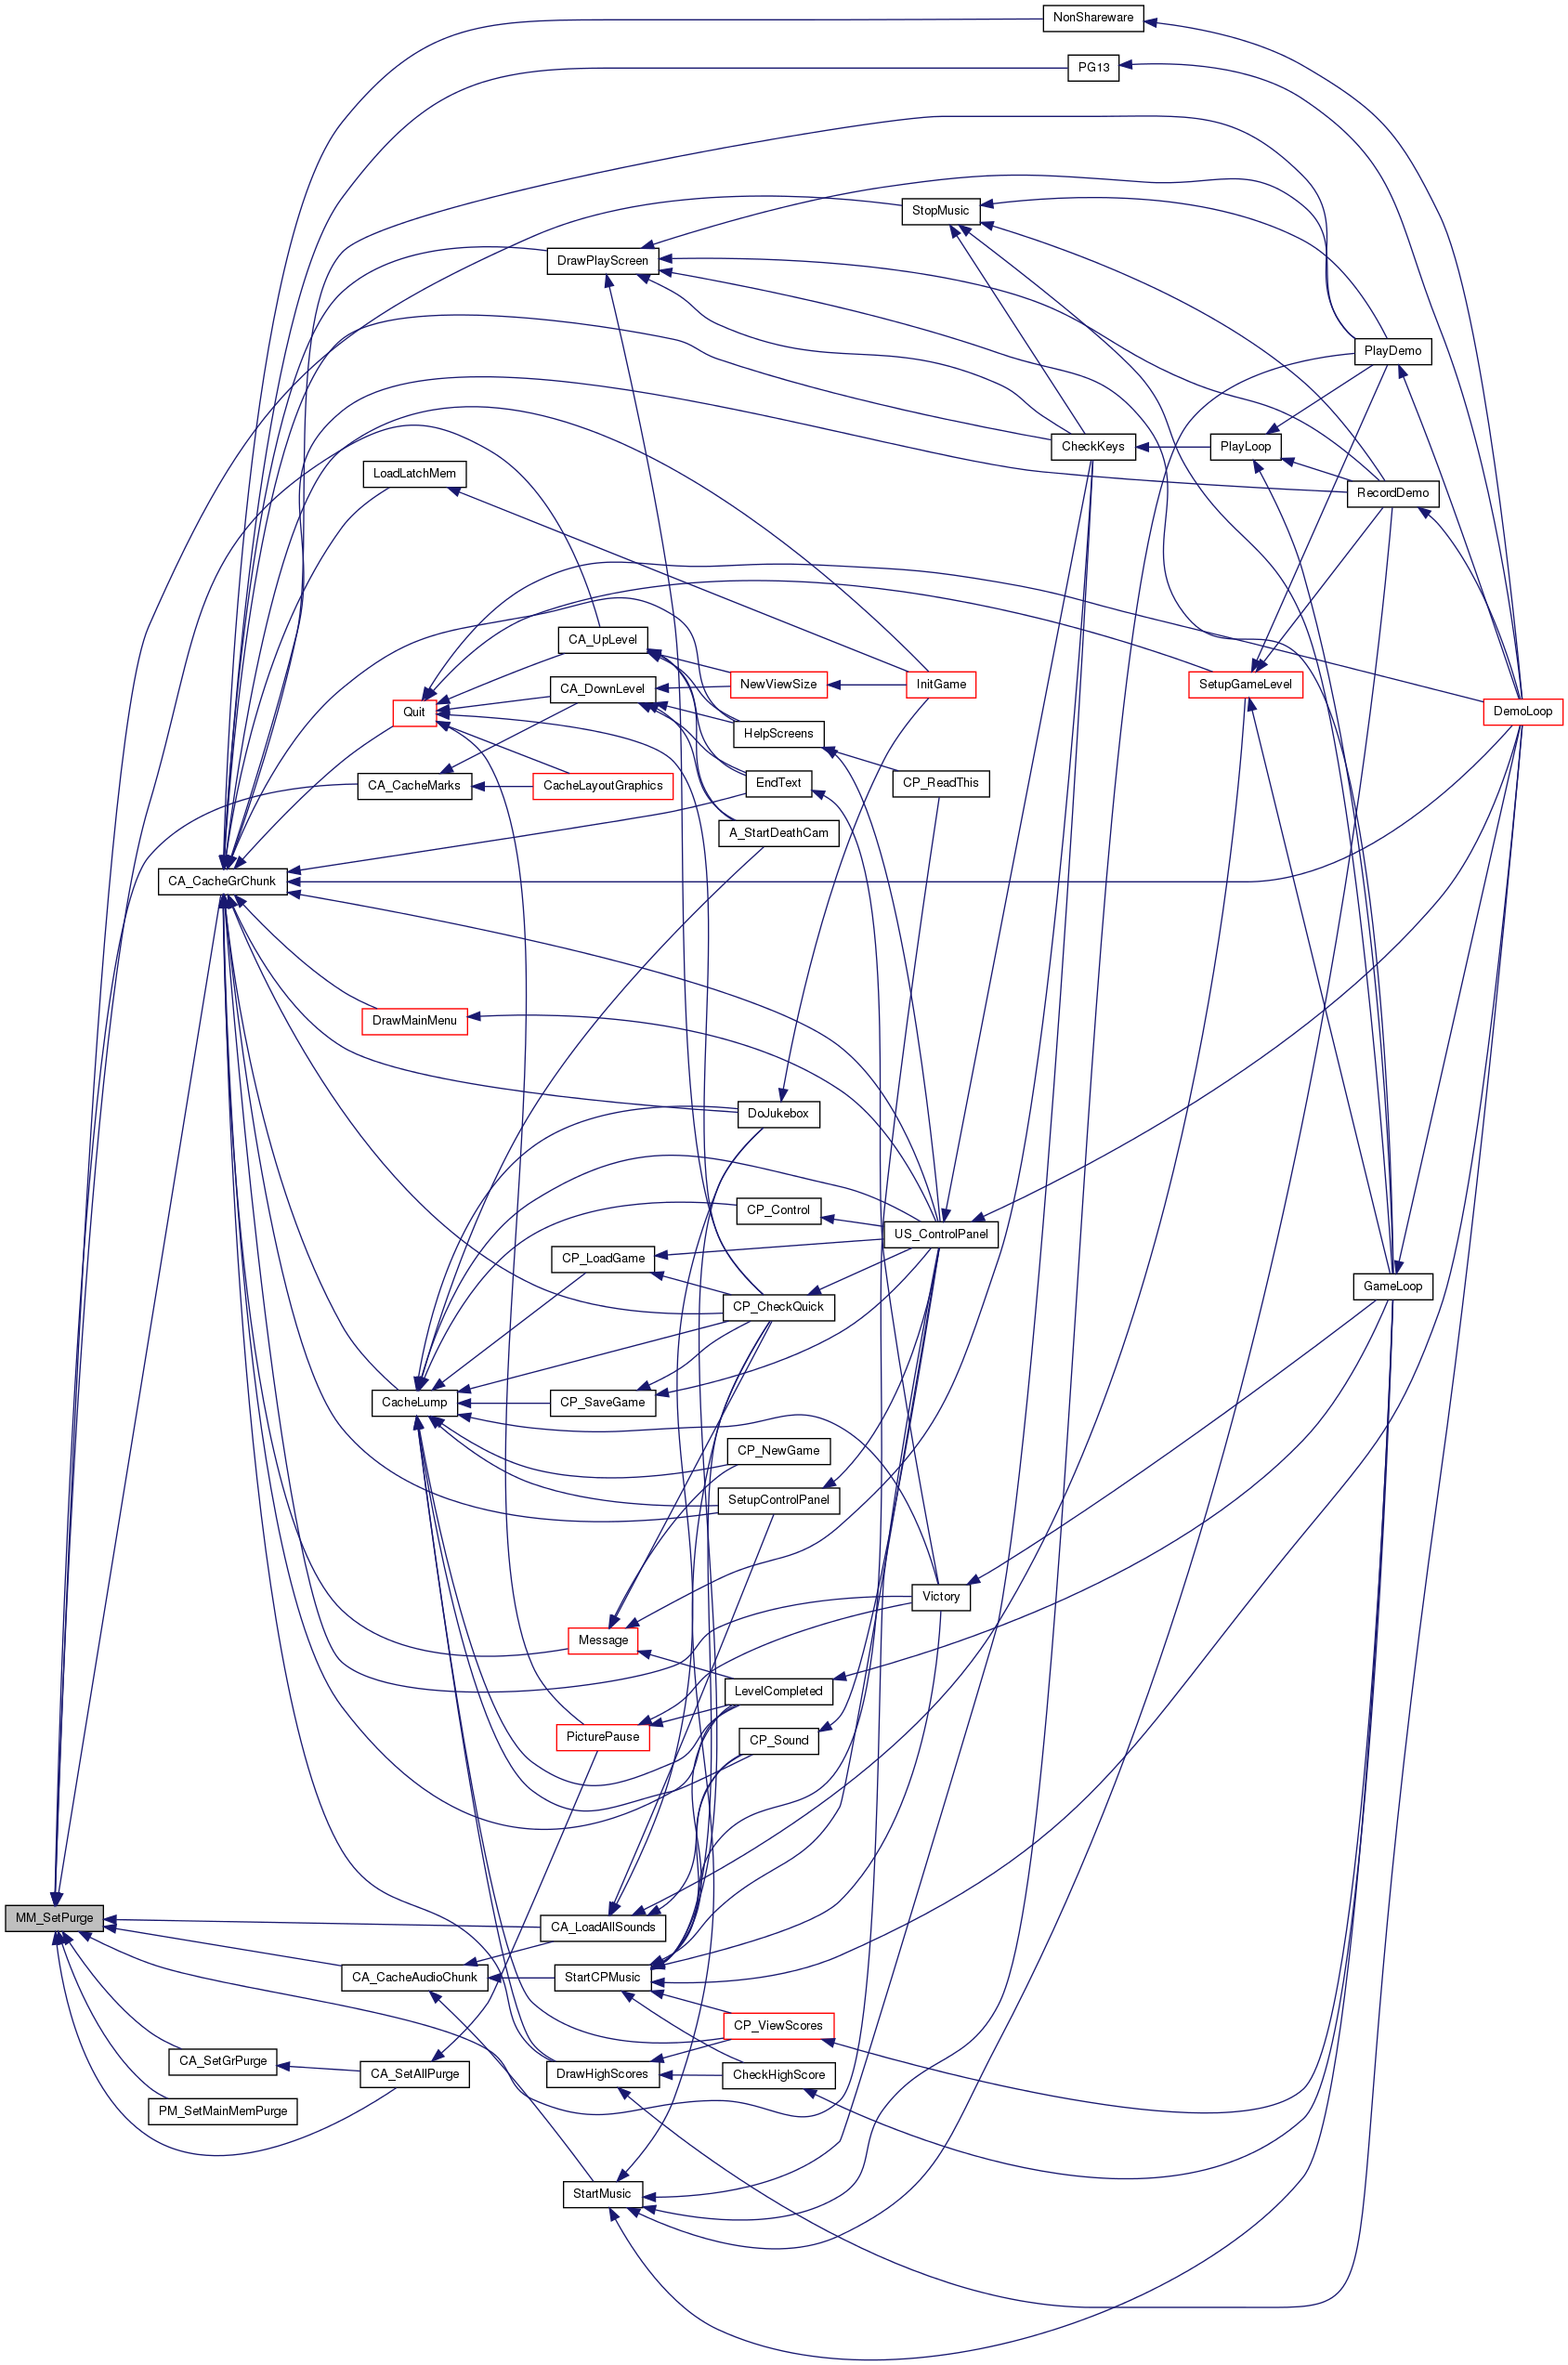 NonShareware
PG13
StopMusic
DrawPlayScreen
PlayDemo
CheckKeys
PlayLoop
LoadLatchMem
RecordDemo
CA_UpLevel
NewViewSize
InitGame
SetupGameLevel
CA_DownLevel
Quit
DemoLoop
HelpScreens
CA_CacheMarks
CacheLayoutGraphics
EndText
CP_ReadThis
A_StartDeathCam
CA_CacheGrChunk
DrawMainMenu
DoJukebox
CP_Control
US_ControlPanel
CP_LoadGame
GameLoop
CP_CheckQuick
CacheLump
CP_SaveGame
CP_NewGame
SetupControlPanel
Victory
Message
LevelCompleted
PicturePause
CP_Sound
MM_SetPurge
CA_LoadAllSounds
CA_CacheAudioChunk
StartCPMusic
CP_ViewScores
CA_SetGrPurge
CA_SetAllPurge
DrawHighScores
CheckHighScore
PM_SetMainMemPurge
StartMusic